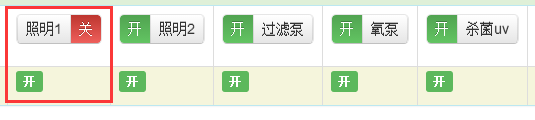 照明1 关 开 照明2 开 过滤泵 开 氧泵 开 杀菌uv
开 开 开 开 开